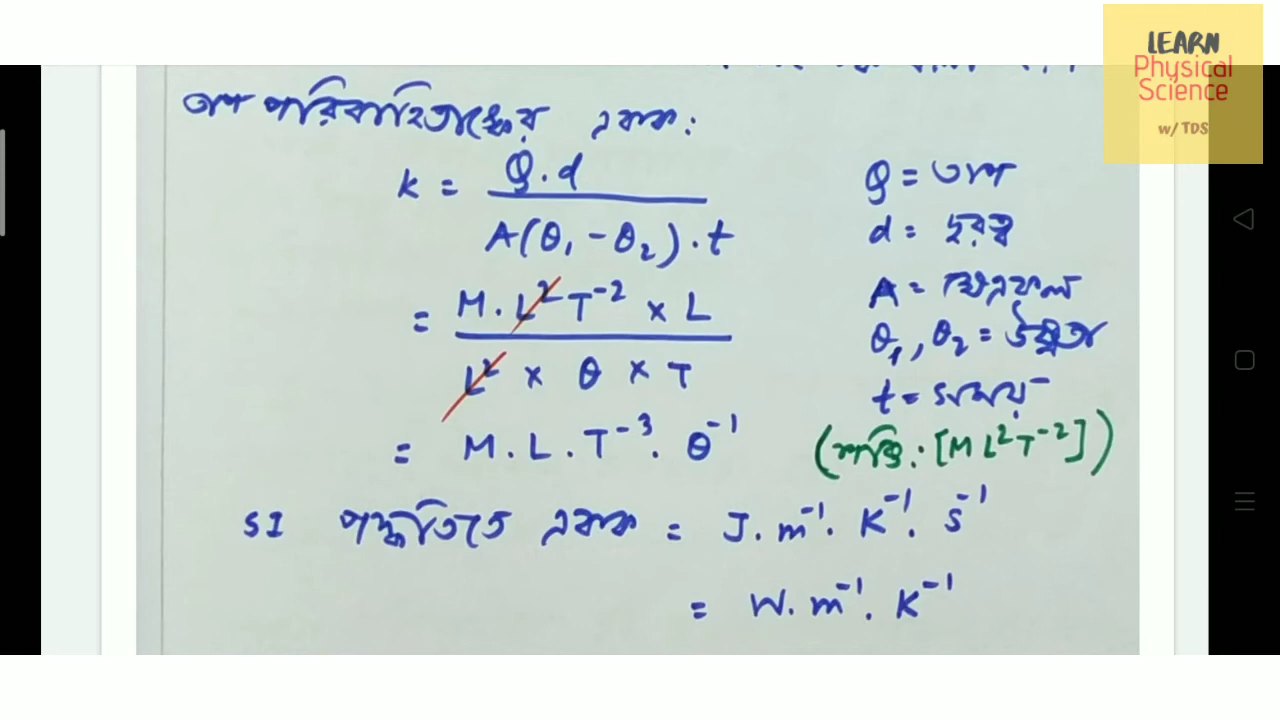 LEARN
Physical
Science
w/ TDS
তাপ পরিবাহিতাঙ্কের একক:
k = Q.d
A(θ₁ - θ₂).t
= M.L²T⁻² x L
L² x θ x T
= M.L.T⁻³.θ⁻¹
Q = তাপ
d = দূরত্ব
A = ক্ষেত্রফল
θ₁, θ₂ = উষ্ণতা
t = সময়
(শক্তি: [ML²T⁻²])
SI পদ্ধতিতে একক = J.m⁻¹.K⁻¹.s⁻¹
= W.m⁻¹.K⁻¹